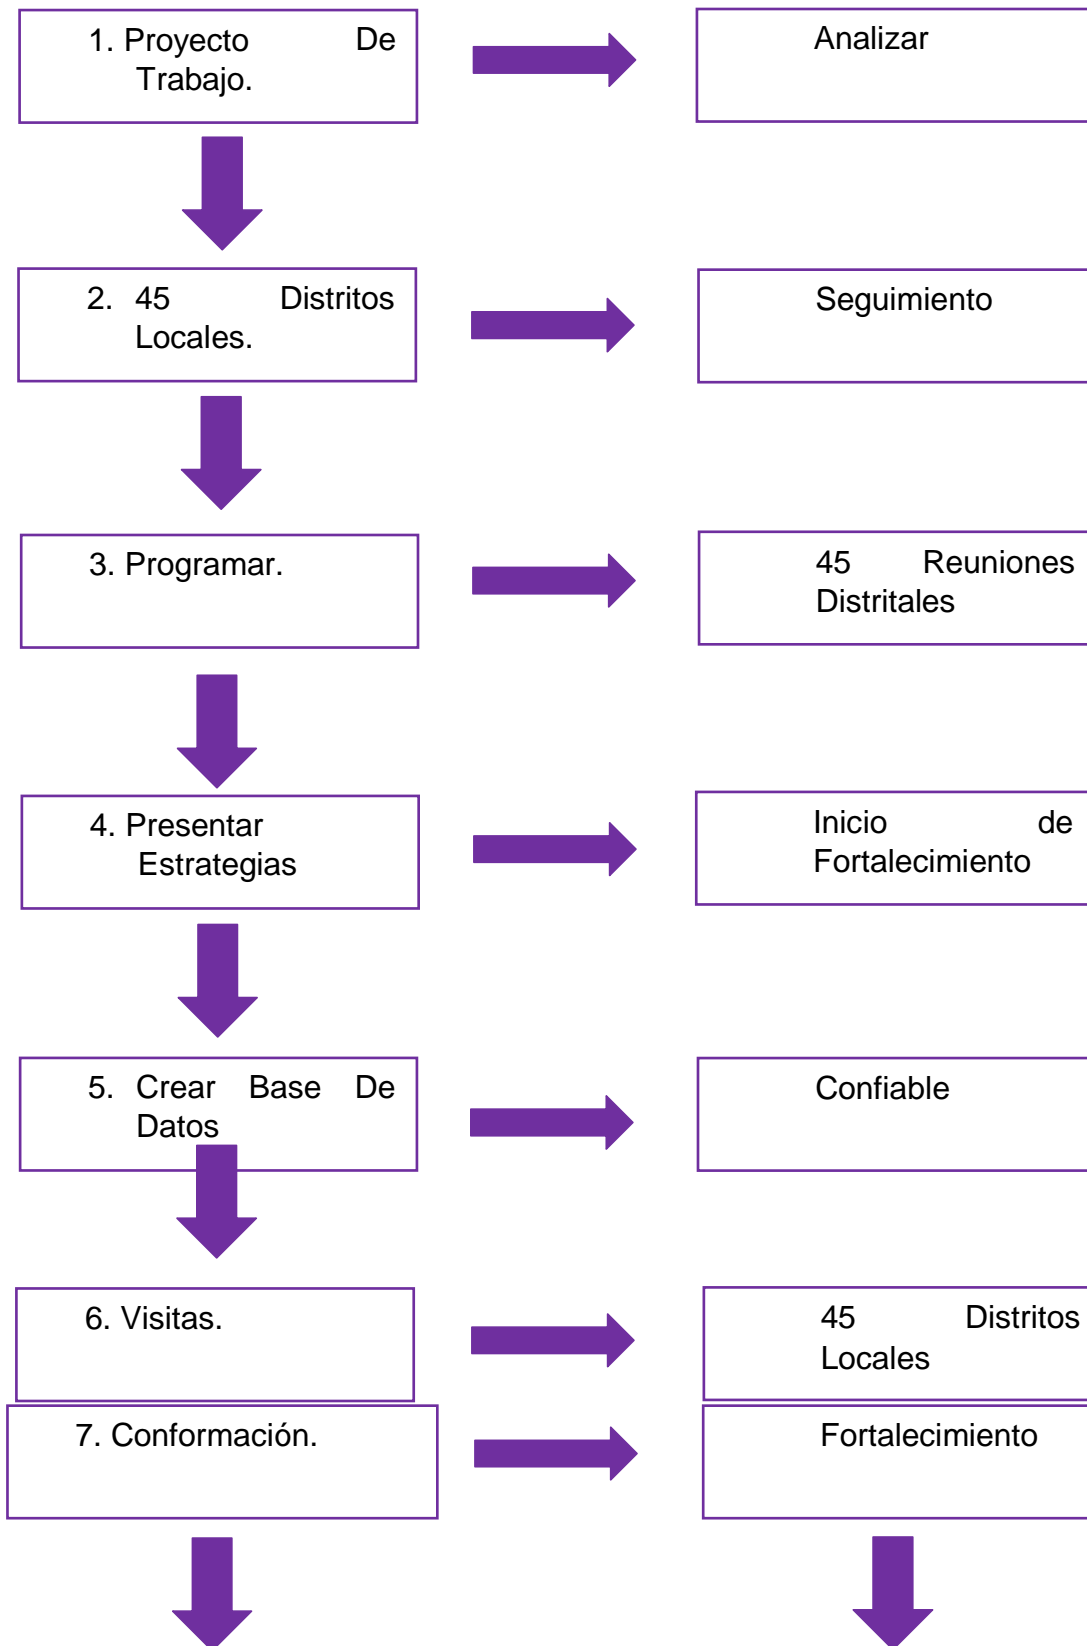 1. Proyecto De
Trabajo.
Analizar
2. 45 Distritos
Locales.
Seguimiento
3. Programar.
45 Reuniones
Distritales
4. Presentar
Estrategias
Inicio de
Fortalecimiento
5. Crear Base De
Datos
Confiable
6. Visitas.
45 Distritos
Locales
7. Conformación.
Fortalecimiento